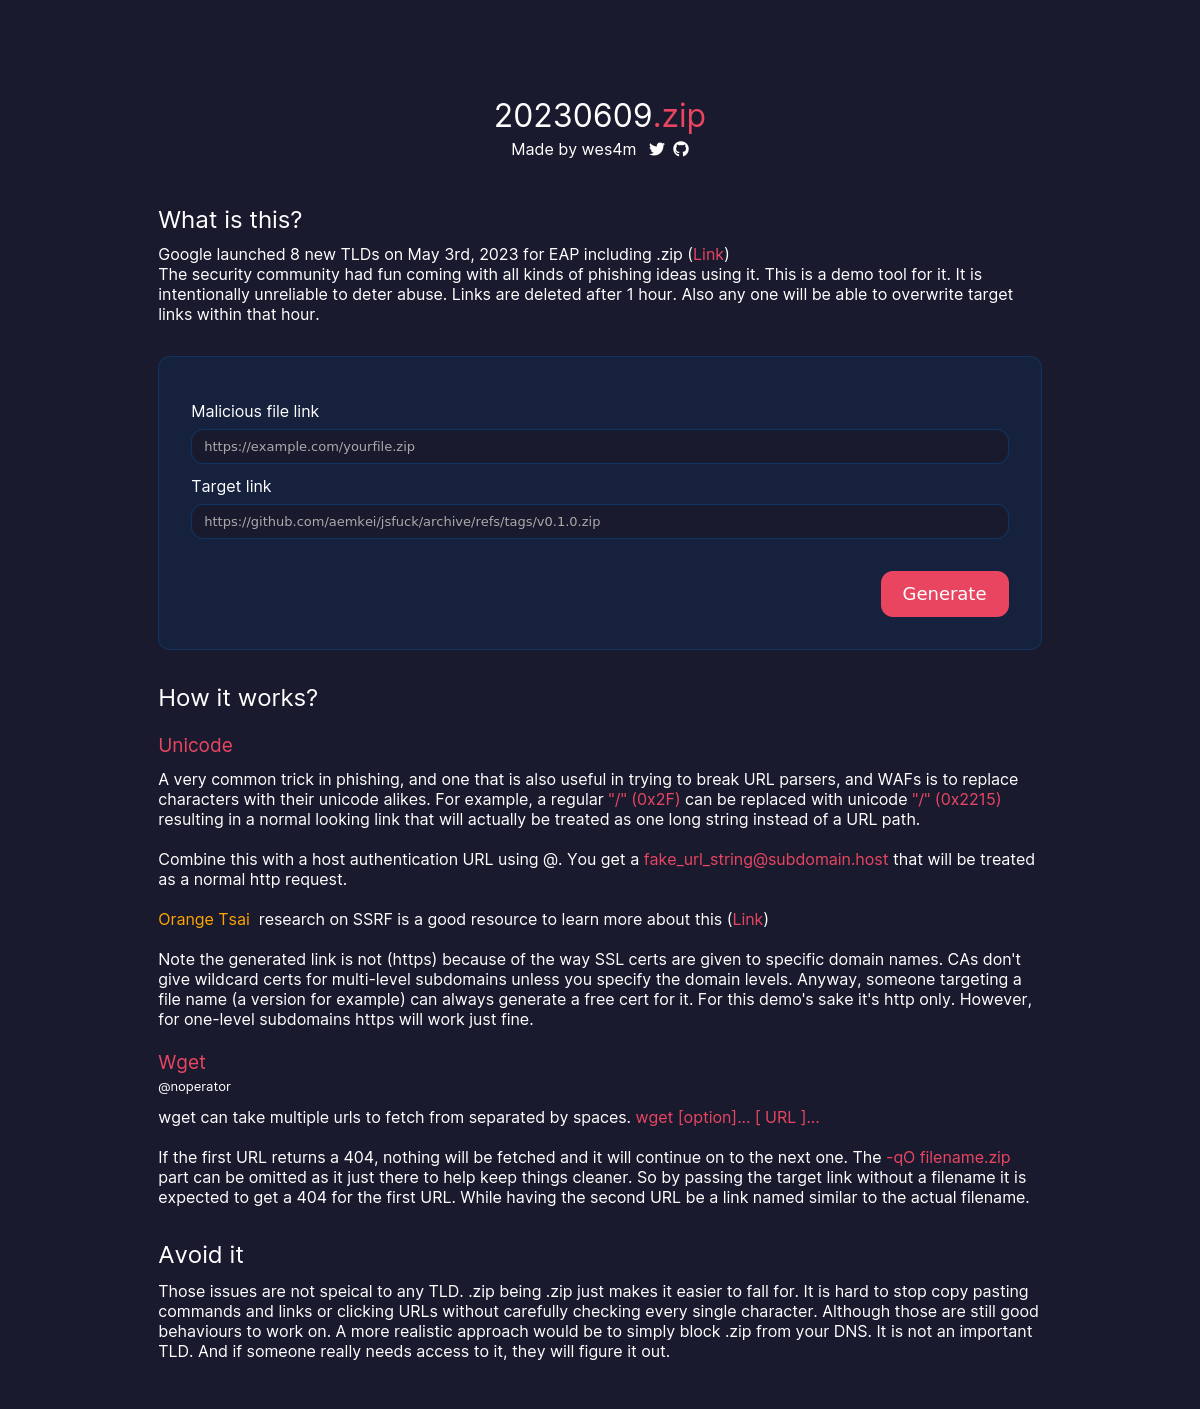 20230609.zip
Made by wes4m
What is this?
Google launched 8 new TLDs on May 3rd, 2023 for EAP including .zip (Link)
The security community had fun coming with all kinds of phishing ideas using it. This is a demo tool for it. It is
intentionally unreliable to deter abuse. Links are deleted after 1 hour. Also any one will be able to overwrite target
links within that hour.
Malicious file link
https://example.com/yourfile.zip
Target link
https://github.com/aemkei/jsfuck/archive/refs/tags/v0.1.0.zip
Generate
How it works?
Unicode
A very common trick in phishing, and one that is also useful in trying to break URL parsers, and WAFs is to replace
characters with their unicode alikes. For example, a regular "/" (0x2F) can be replaced with unicode "∕" (0x2215)
resulting in a normal looking link that will actually be treated as one long string instead of a URL path.
Combine this with a host authentication URL using @. You get a fake_url_string@subdomain.host that will be treated
as a normal http request.
Orange Tsai research on SSRF is a good resource to learn more about this (Link)
Note the generated link is not (https) because of the way SSL certs are given to specific domain names. CAs don't
give wildcard certs for multi-level subdomains unless you specify the domain levels. Anyway, someone targeting a
file name (a version for example) can always generate a free cert for it. For this demo's sake it's http only. However,
for one-level subdomains https will work just fine.
Wget
@noperator
wget can take multiple urls to fetch from separated by spaces. wget [option]... [ URL ]...
If the first URL returns a 404, nothing will be fetched and it will continue on to the next one. The -qO filename.zip
part can be omitted as it just there to help keep things cleaner. So by passing the target link without a filename it is
expected to get a 404 for the first URL. While having the second URL be a link named similar to the actual filename.
Avoid it
Those issues are not speical to any TLD. .zip being .zip just makes it easier to fall for. It is hard to stop copy pasting
commands and links or clicking URLs without carefully checking every single character. Although those are still good
behaviours to work on. A more realistic approach would be to simply block .zip from your DNS. It is not an important
TLD. And if someone really needs access to it, they will figure it out.